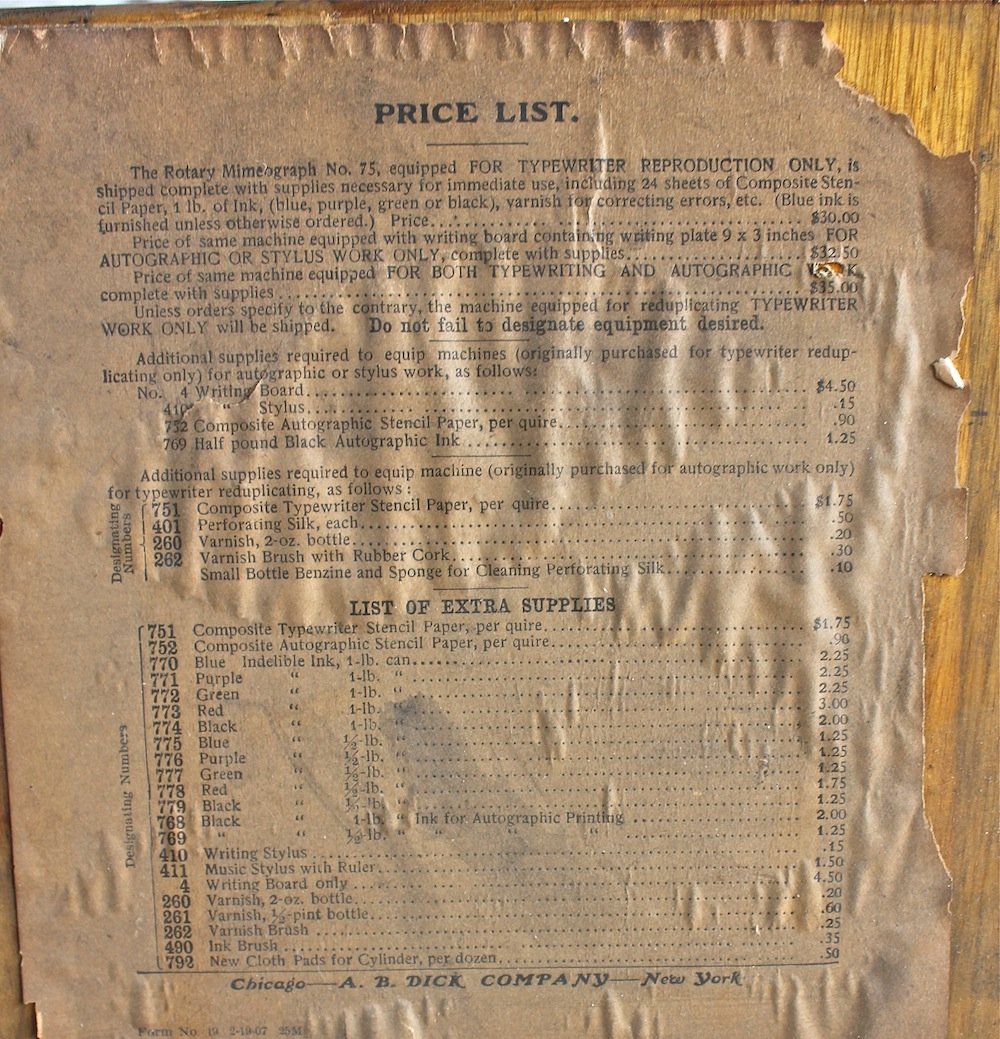 PRICE LIST.
The Rotary Mimeograph No. 75, equipped FOR TYPEWRITER REPRODUCTION ONLY, is
shipped complete with supplies necessary for immediate use, including 24 sheets of Composite Sten-
cil Paper, 1 lb. of Ink, (blue, purple, green or black), varnish for correcting errors, etc. (Blue ink is
furnished unless otherwise ordered.) Price.......... $30.00
Price of same machine equipped with writing board containing writing plate 9 x 3 inches FOR
AUTOGRAPHIC OR STYLUS WORK ONLY, complete with supplies.......... $32.50
Price of same machine equipped FOR BOTH TYPEWRITING AND AUTOGRAPHIC WORK
complete with supplies.......... $35.00
Unless orders specify to the contrary, the machine equipped for reduplicating TYPEWRITER
WORK ONLY will be shipped. Do not fail to designate equipment desired.
Additional supplies required to equip machines (originally purchased for typewriter redup-
licating only) for autographic or stylus work, as follows:
No. 4 Writing Board.......... $4.50
410 " Stylus.......... .15
752 Composite Autographic Stencil Paper, per quire.......... .90
769 Half pound Black Autographic Ink.......... 1.25
Additional supplies required to equip machine (originally purchased for autographic work only)
for typewriter reduplicating, as follows:
Designating Numbers
751 Composite Typewriter Stencil Paper, per quire.......... $1.75
401 Perforating Silk, each.......... .50
260 Varnish, 2-oz. bottle.......... .20
262 Varnish Brush with Rubber Cork.......... .30
Small Bottle Benzine and Sponge for Cleaning Perforating Silk.......... .10
LIST OF EXTRA SUPPLIES
Designating Numbers
751 Composite Typewriter Stencil Paper, per quire.......... $1.75
752 Composite Autographic Stencil Paper, per quire.......... .90
770 Blue Indelible Ink, 1-lb. can.......... 2.25
771 Purple " 1-lb. ".......... 2.25
772 Green " 1-lb. ".......... 2.25
773 Red " 1-lb. ".......... 3.00
774 Black " 1-lb. ".......... 2.00
775 Blue " ½-lb. ".......... 1.25
776 Purple " ½-lb. ".......... 1.25
777 Green " ½-lb. ".......... 1.25
778 Red " ½-lb. ".......... 1.75
779 Black " ½-lb. ".......... 1.25
768 Black " 1-lb. " Ink for Autographic Printing.......... 2.00
769 " " ½-lb. " " " ".......... 1.25
410 Writing Stylus.......... .15
411 Music Stylus with Ruler.......... 1.50
4 Writing Board only.......... 4.50
260 Varnish, 2-oz. bottle.......... .20
261 Varnish, ½-pint bottle.......... .60
262 Varnish Brush.......... .25
490 Ink Brush.......... .35
792 New Cloth Pads for Cylinder, per dozen.......... .50
Chicago—A. B. DICK COMPANY—New York
Form No. 19 2-19-07 25M